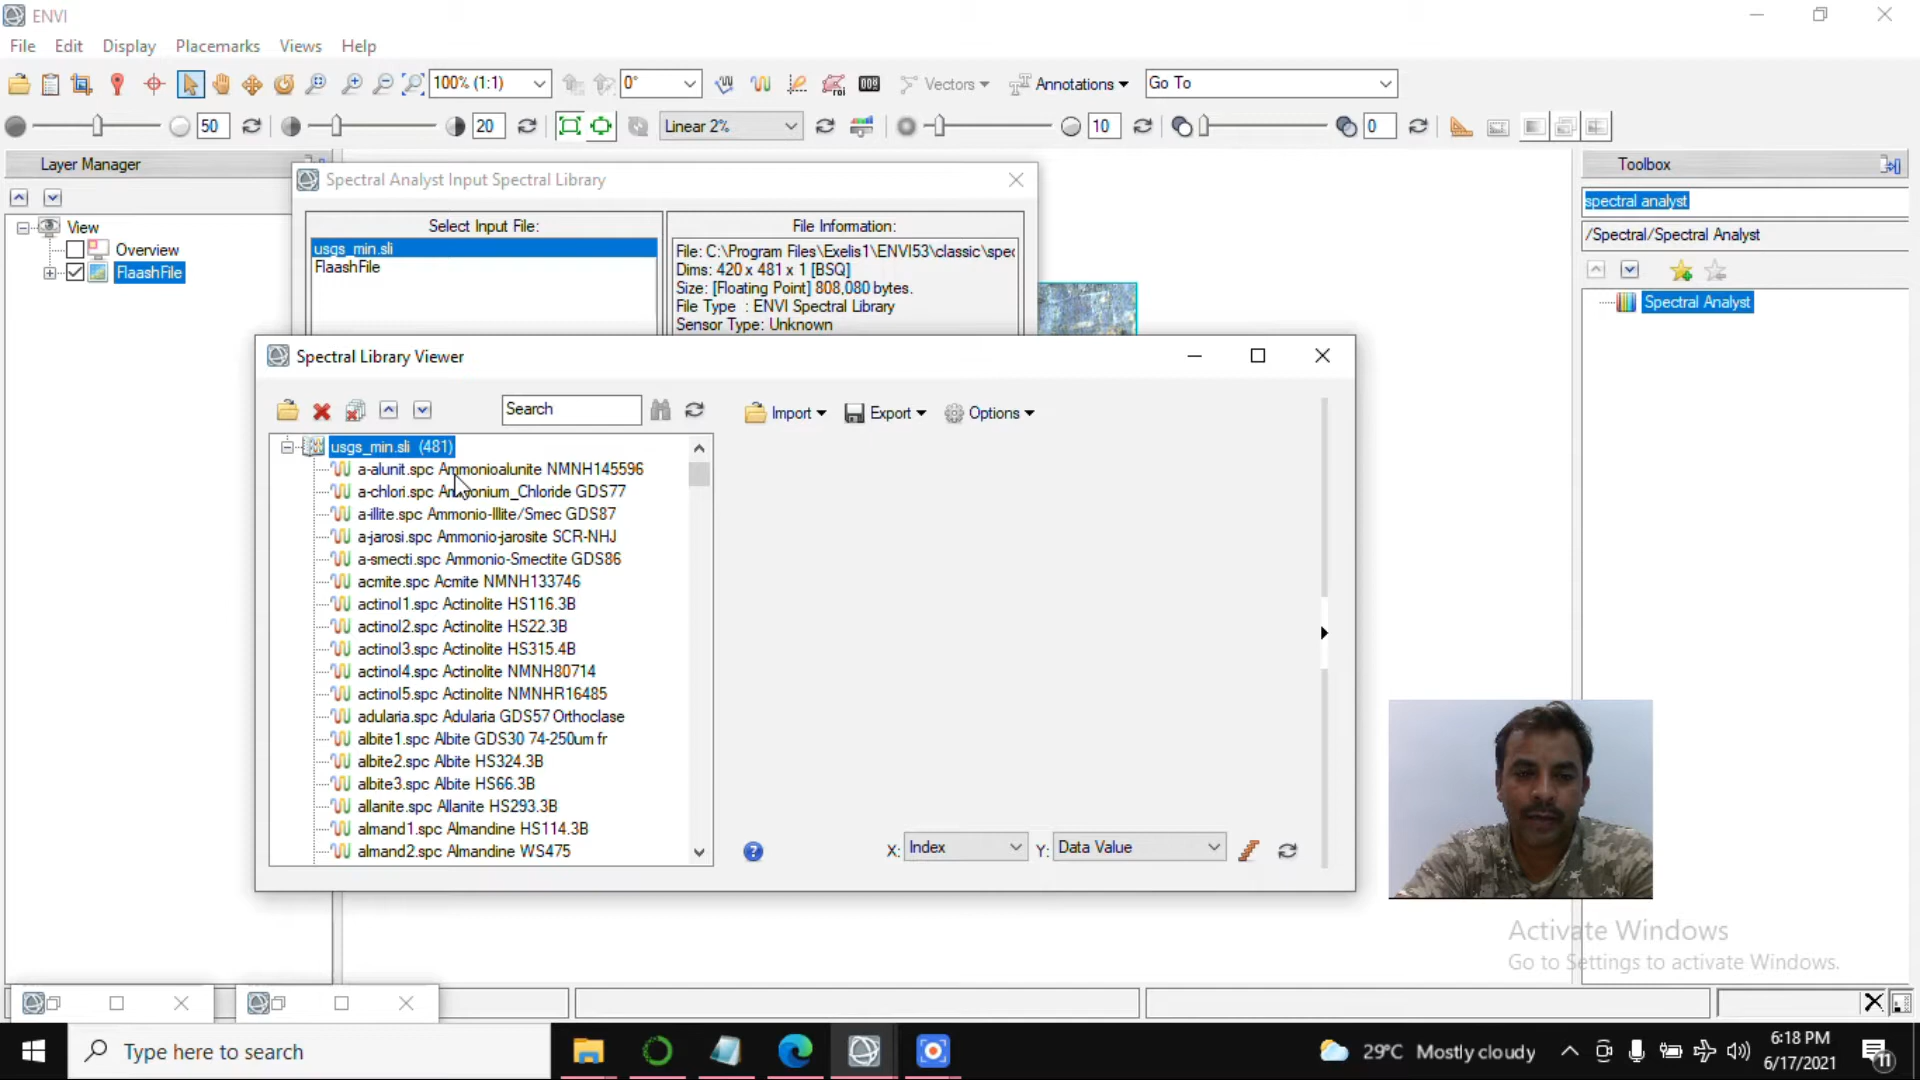 ENVI
File Edit Display Placemarks Views Help
100% (1:1) 0° Vectors Annotations Go To
50 20 Linear 2% 10 0
Layer Manager
View
Overview
FlaashFile
Spectral Analyst Input Spectral Library
Select Input File:
usgs_min.sli
FlaashFile
File Information:
File: C:\Program Files\Exelis1\ENVI53\classic\spec
Dims: 420 x 481 x 1 [BSQ]
Size: [Floating Point] 808,080 bytes.
File Type : ENVI Spectral Library
Sensor Type: Unknown
Toolbox
spectral analyst
/Spectral/Spectral Analyst
Spectral Analyst
Spectral Library Viewer
Search Import Export Options
usgs_min.sli (481)
a-alunit.spc Ammonioalunite NMNH145596
a-chlori.spc Ammonium_Chloride GDS77
a-illite.spc Ammonio-Illite/Smec GDS87
a-jarosi.spc Ammonio-jarosite SCR-NHJ
a-smecti.spc Ammonio-Smectite GDS86
acmite.spc Acmite NMNH133746
actinol1.spc Actinolite HS116.3B
actinol2.spc Actinolite HS22.3B
actinol3.spc Actinolite HS315.4B
actinol4.spc Actinolite NMNH80714
actinol5.spc Actinolite NMNHR16485
adularia.spc Adularia GDS57 Orthoclase
albite1.spc Albite GDS30 74-250um fr
albite2.spc Albite HS324.3B
albite3.spc Albite HS66.3B
allanite.spc Allanite HS293.3B
almand1.spc Almandine HS114.3B
almand2.spc Almandine WS475
X: Index Y: Data Value
Activate Windows
Go to Settings to activate Windows.
Type here to search
29°C Mostly cloudy
6:18 PM
6/17/2021
11